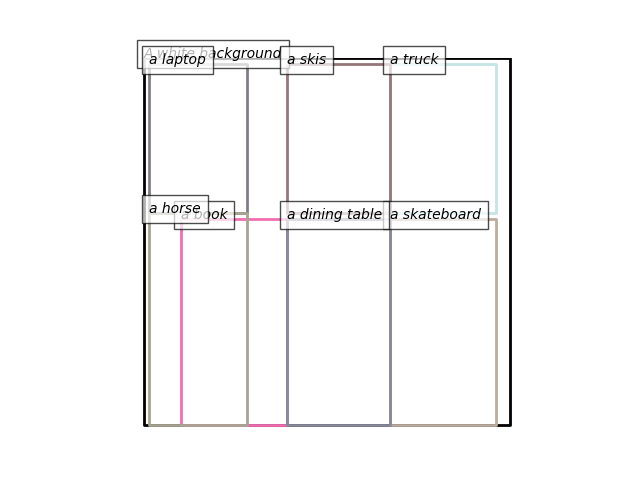 A white background
a laptop
a skis
a truck
a horse
a book
a dining table
a skateboard